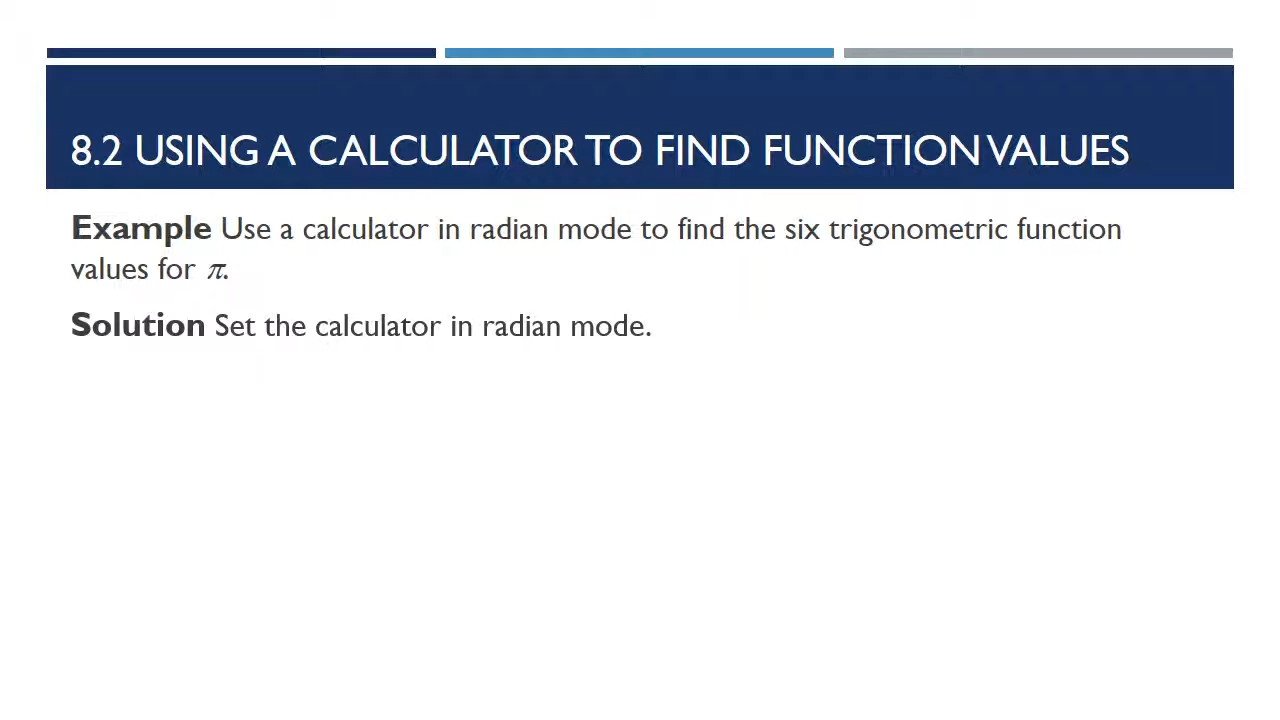 8.2 USING A CALCULATOR TO FIND FUNCTION VALUES
Example Use a calculator in radian mode to find the six trigonometric function
values for π.
Solution Set the calculator in radian mode.